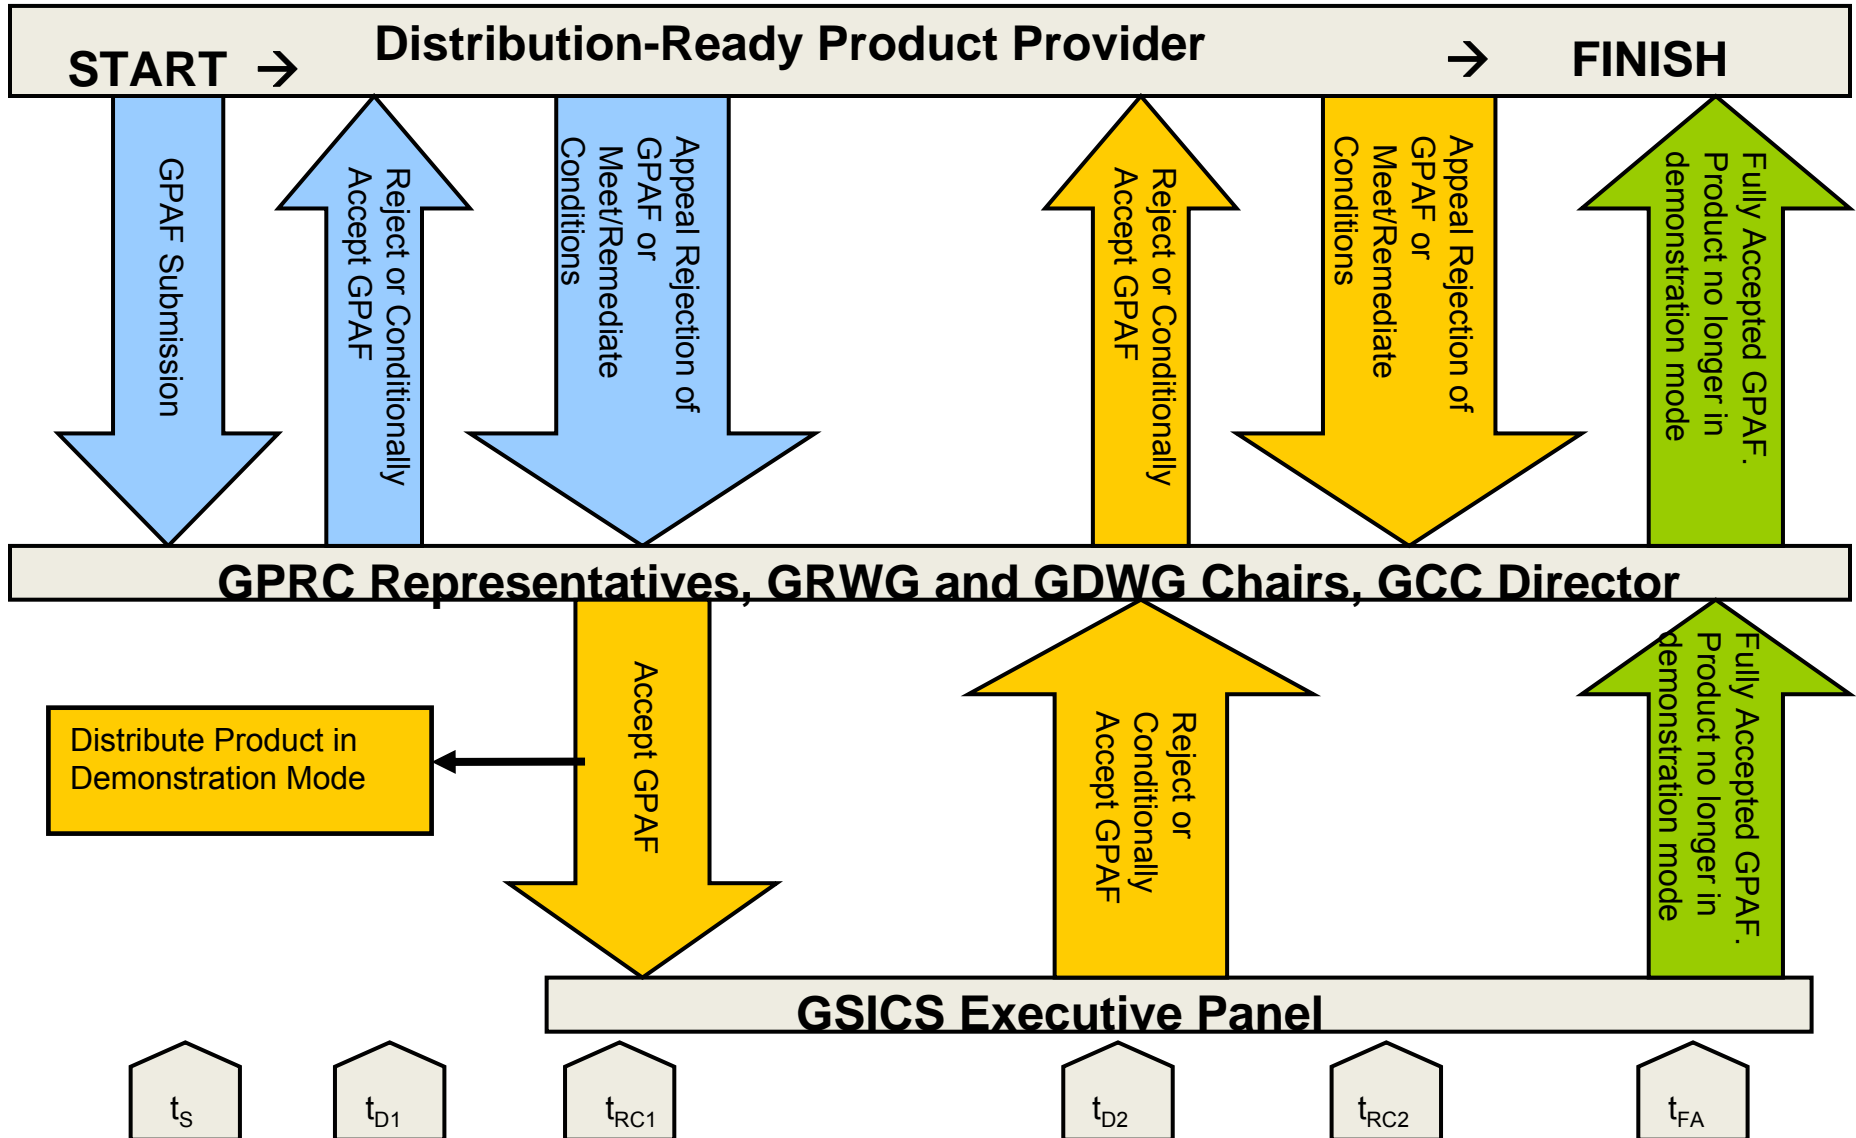 Distribution-Ready Product Provider
START →
→ FINISH
GPAF Submission
Reject or Conditionally
Accept GPAF
Appeal Rejection of
GPAF or
Meet/Remediate
Conditions
Reject or Conditionally
Accept GPAF
Appeal Rejection of
GPAF or
Meet/Remediate
Conditions
Fully Accepted GPAF.
Product no longer in
demonstration mode
GPRC Representatives, GRWG and GDWG Chairs, GCC Director
Distribute Product in
Demonstration Mode
Accept GPAF
Reject or
Conditionally
Accept GPAF
Fully Accepted GPAF.
Product no longer in
demonstration mode
GSICS Executive Panel
tS
tD1
tRC1
tD2
tRC2
tFA